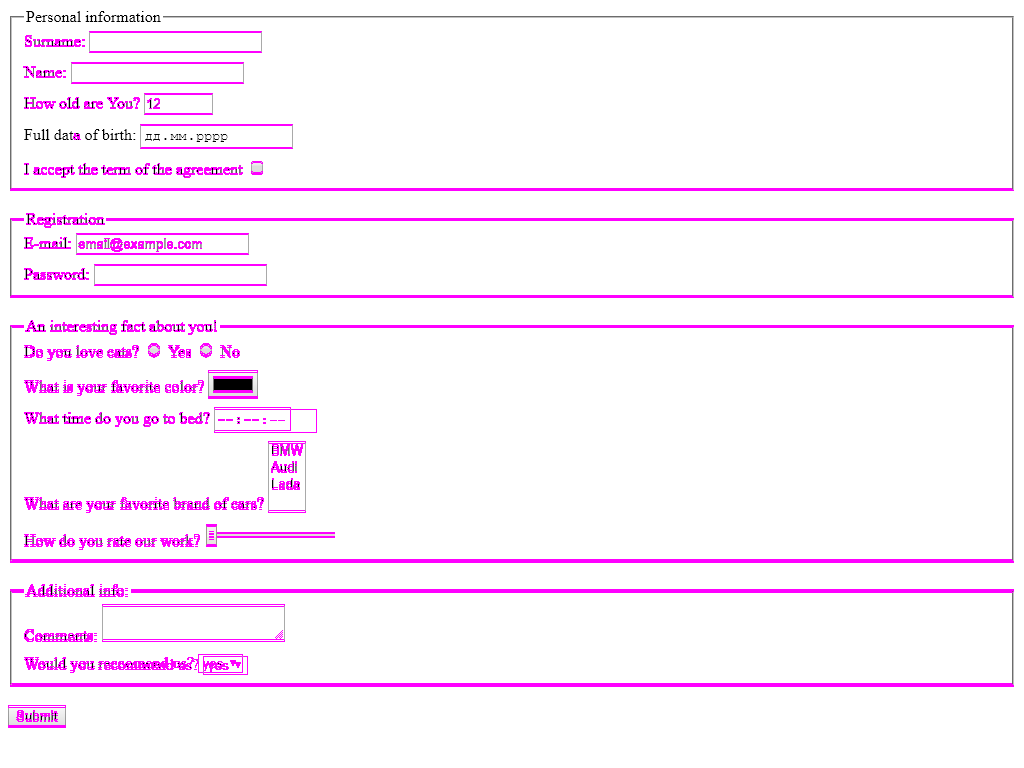 Personal information
Surname:
Name:
How old are You? 12
Full data of birth: дд.мм.рррр
I accept the term of the agreement
Registration
E-mail: email@example.com
Password:
An interesting fact about you!
Do you love cats? Yes No
What is your favorite color?
What time do you go to bed? --:--:--
BMW
Audi
Lada
What are your favorite brand of cars?
How do you rate our work?
Additional info:
Comments:
Would you recommend us? yes
Submit